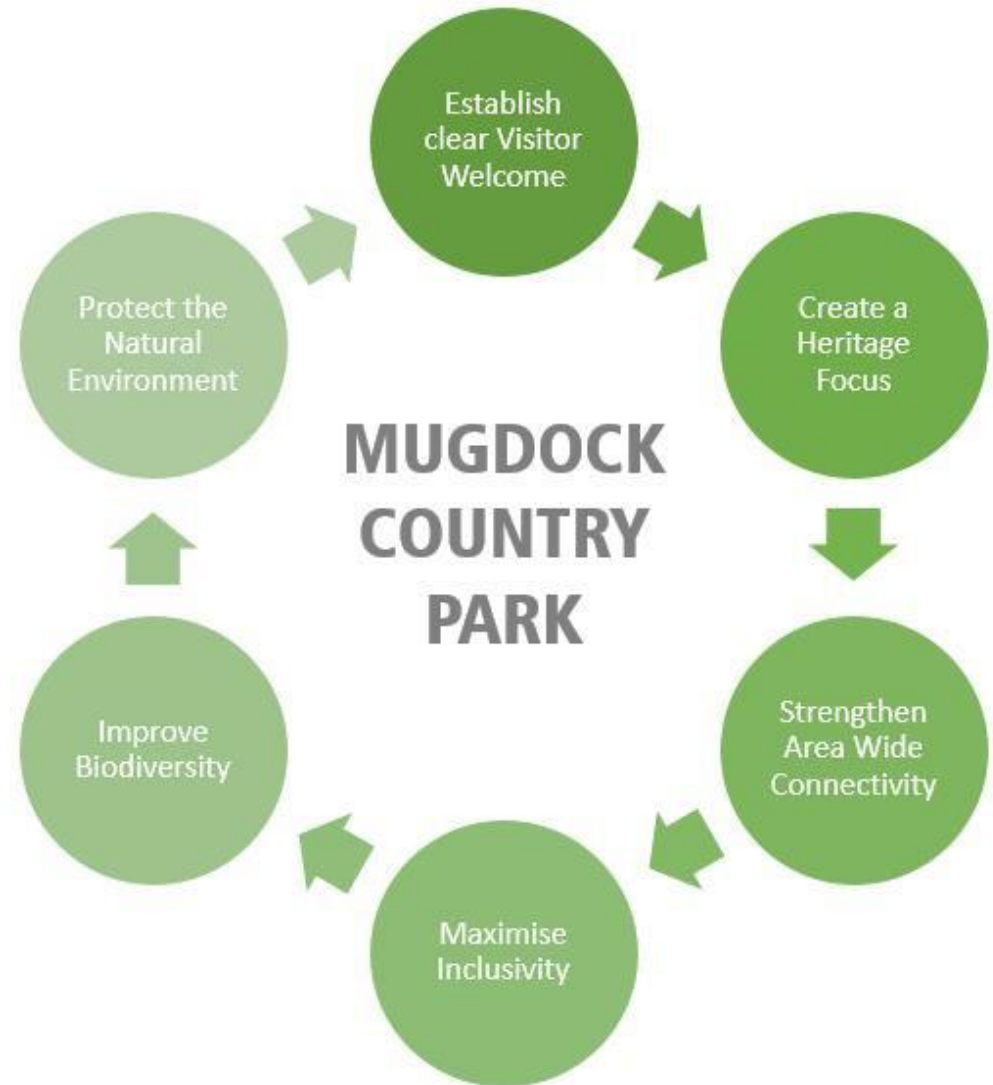 Establish
clear Visitor
Welcome
Create a
Heritage
Focus
Strengthen
Area Wide
Connectivity
Maximise
Inclusivity
Improve
Biodiversity
Protect the
Natural
Environment
MUGDOCK
COUNTRY
PARK